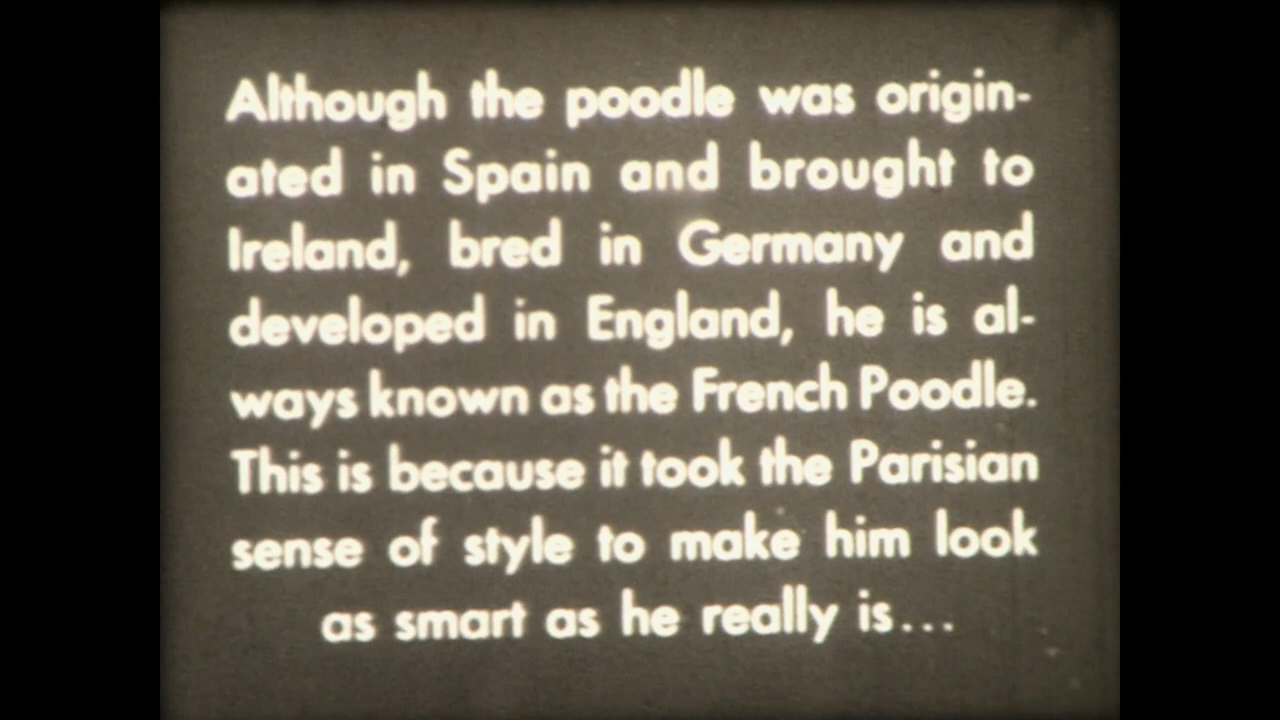 Although the poodle was origin-
ated in Spain and brought to
Ireland, bred in Germany and
developed in England, he is al-
ways known as the French Poodle.
This is because it took the Parisian
sense of style to make him look
as smart as he really is...